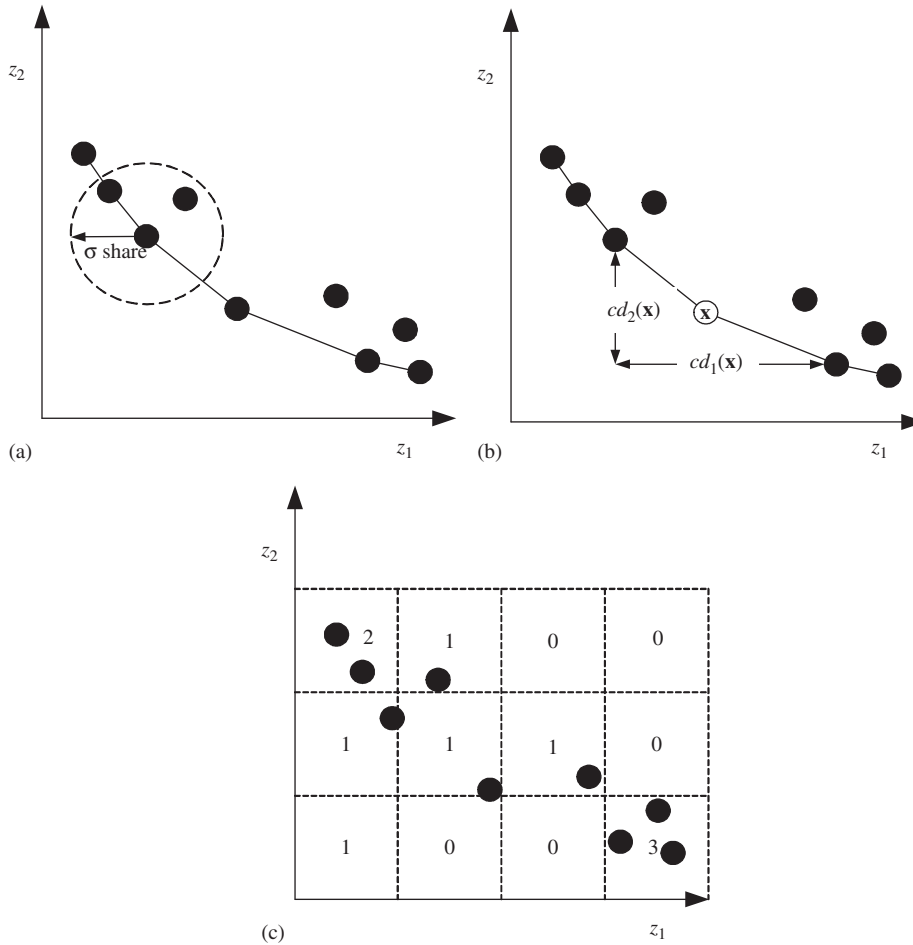 z2
σ share
z1
(a)
z2
x
cd2(x)
cd1(x)
z1
(b)
z2
2 1 0 0
1 1 1 0
1 0 0 3
z1
(c)